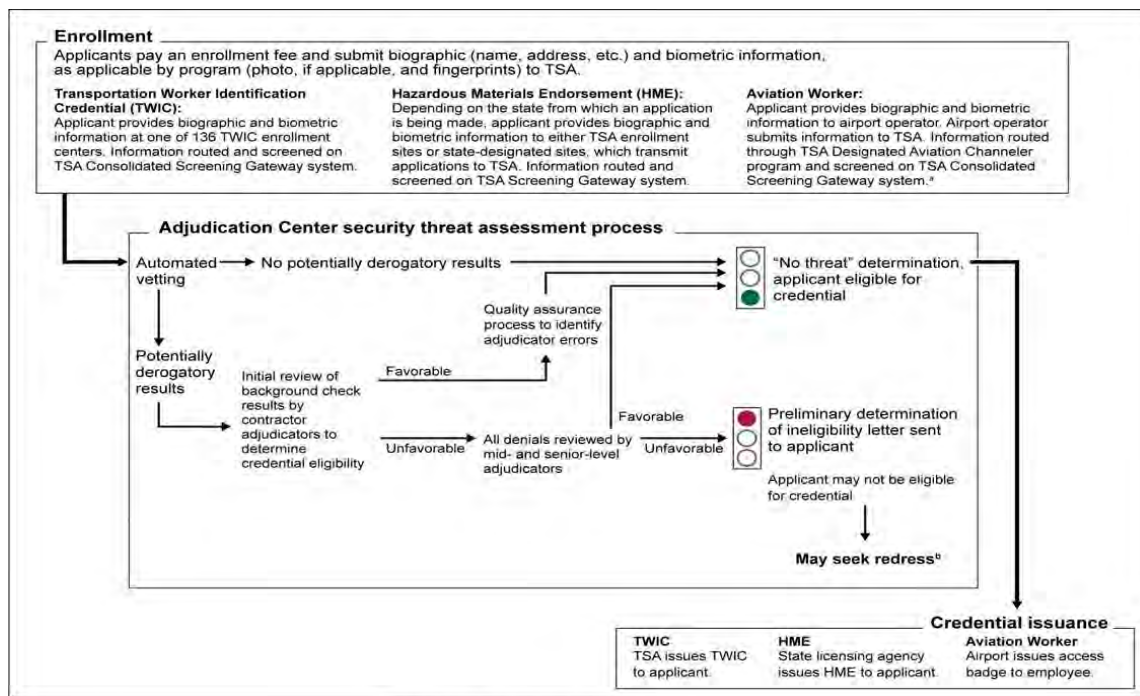 Enrollment
Applicants pay an enrollment fee and submit biographic (name, address, etc.) and biometric information,
as applicable by program (photo, if applicable, and fingerprints) to TSA.
Transportation Worker Identification
Credential (TWIC):
Applicant provides biographic and biometric
information at one of 136 TWIC enrollment
centers. Information routed and screened on
TSA Consolidated Screening Gateway system.
Hazardous Materials Endorsement (HME):
Depending on the state from which an application
is being made, applicant provides biographic and
biometric information to either TSA enrollment
sites or state-designated sites, which transmit
applications to TSA. Information routed and
screened on TSA Screening Gateway system.
Aviation Worker:
Applicant provides biographic and biometric
information to airport operator. Airport operator
submits information to TSA. Information routed
through TSA Designated Aviation Channeler
program and screened on TSA Consolidated
Screening Gateway system.ᵃ
Adjudication Center security threat assessment process
Automated
vetting
No potentially derogatory results
"No threat" determination,
applicant eligible for
credential
Quality assurance
process to identify
adjudicator errors
Potentially
derogatory
results
Initial review of
background check
results by
contractor
adjudicators to
determine
credential eligibility
Favorable
Unfavorable
All denials reviewed by
mid- and senior-level
adjudicators
Favorable
Unfavorable
Preliminary determination
of ineligibility letter sent
to applicant
Applicant may not be eligible
for credential
May seek redressᵇ
Credential issuance
TWIC
TSA issues TWIC
to applicant.
HME
State licensing agency
issues HME to applicant.
Aviation Worker
Airport issues access
badge to employee.